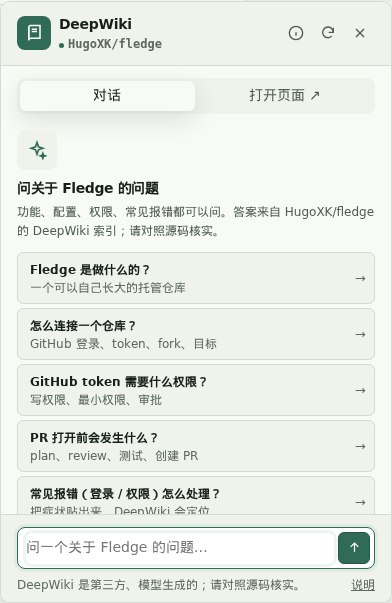 DeepWiki
HugoXK/fledge
对话
打开页面 ↗
问关于 Fledge 的问题
功能、配置、权限、常见报错都可以问。答案来自 HugoXK/fledge
的 DeepWiki 索引；请对照源码核实。
Fledge 是做什么的？
一个可以自己长大的托管仓库
→
怎么连接一个仓库？
GitHub 登录、token、fork、目标
→
GitHub token 需要什么权限？
写权限、最小权限、审批
→
PR 打开前会发生什么？
plan、review、测试、创建 PR
→
常见报错（登录 / 权限）怎么处理？
把症状贴出来，DeepWiki 会定位
→
问一个关于 Fledge 的问题…
DeepWiki 是第三方、模型生成的；请对照源码核实。
说明